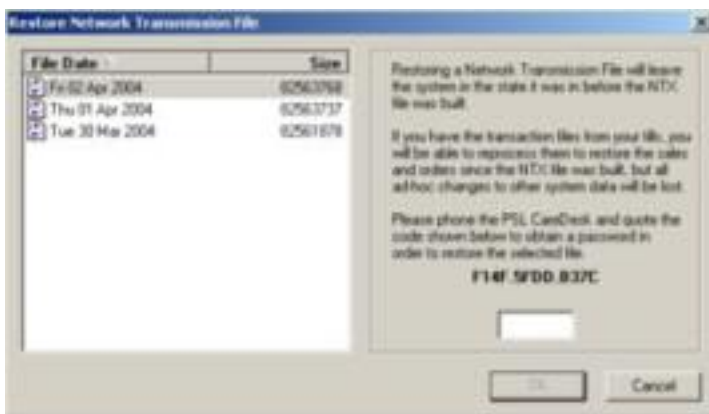 Restore Network Transmission File
File Date Size
Fri 02 Apr 2004 02563768
Thu 01 Apr 2004 02563737
Tue 30 Mar 2004 02561878
Restoring a Network Transmission File will leave
the system in the state it was in before the NTX
file was built.
If you have the transaction files from your tills, you
will be able to reprocess them to restore the sales
and orders since the NTX file was built, but all
ad-hoc changes to other system data will be lost.
Please phone the PSL CareDesk and quote the
code shown below to obtain a password in
order to restore the selected file.
Cancel